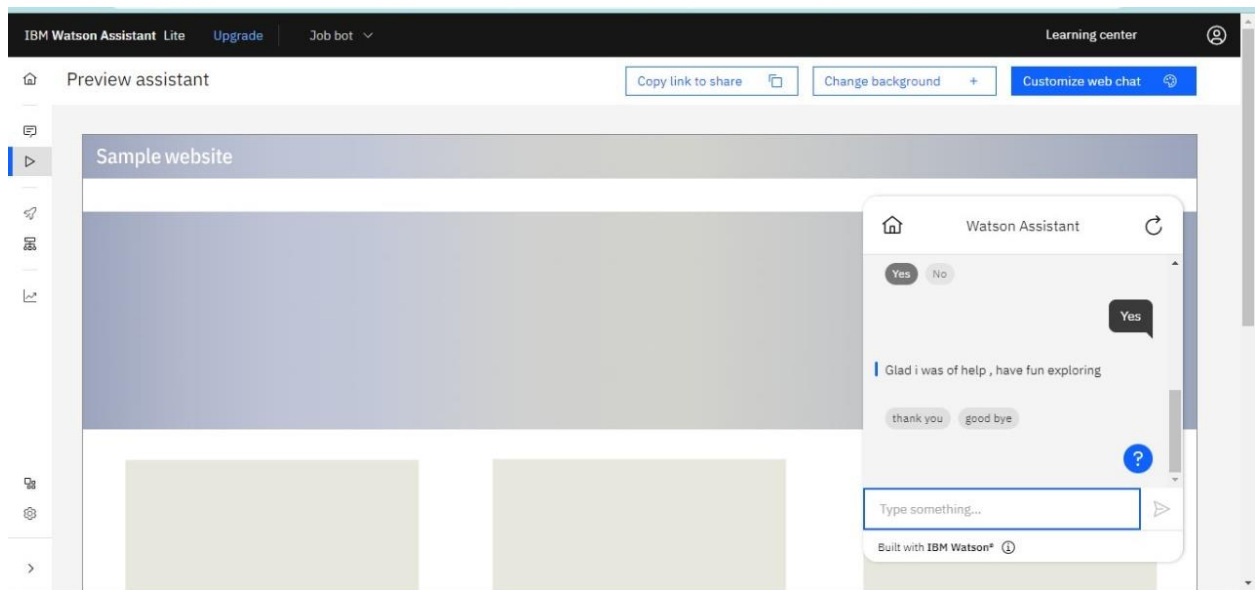 IBM Watson Assistant Lite Upgrade Job bot Learning center
Preview assistant Copy link to share Change background + Customize web chat
Sample website
Watson Assistant
Yes No
Yes
Glad i was of help , have fun exploring
thank you good bye
?
Type something...
Built with IBM Watson®